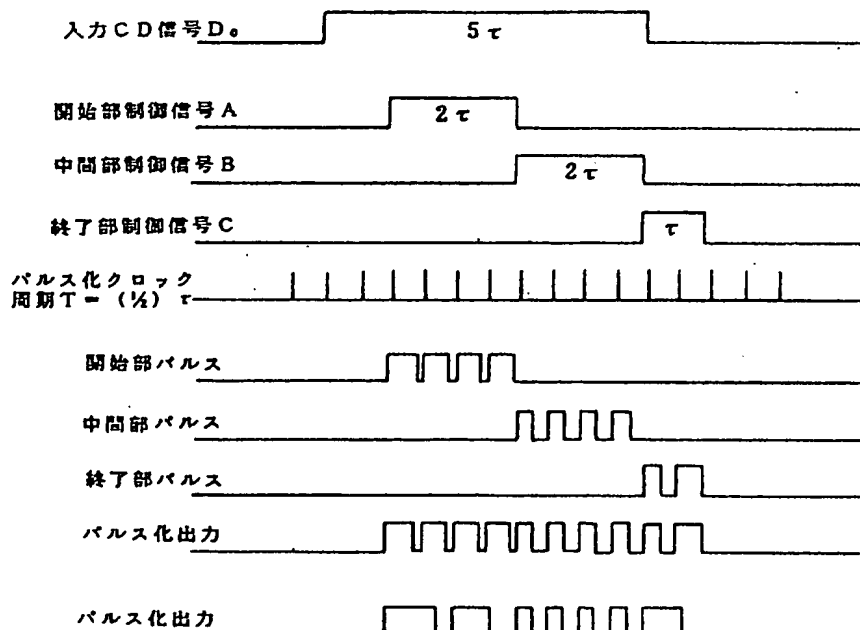 入力CD信号D。
5τ
開始部制御信号A
2τ
中間部制御信号B
2τ
終了部制御信号C
τ
パルス化クロック
周期T=(½)τ
開始部パルス
中間部パルス
終了部パルス
パルス化出力
パルス化出力